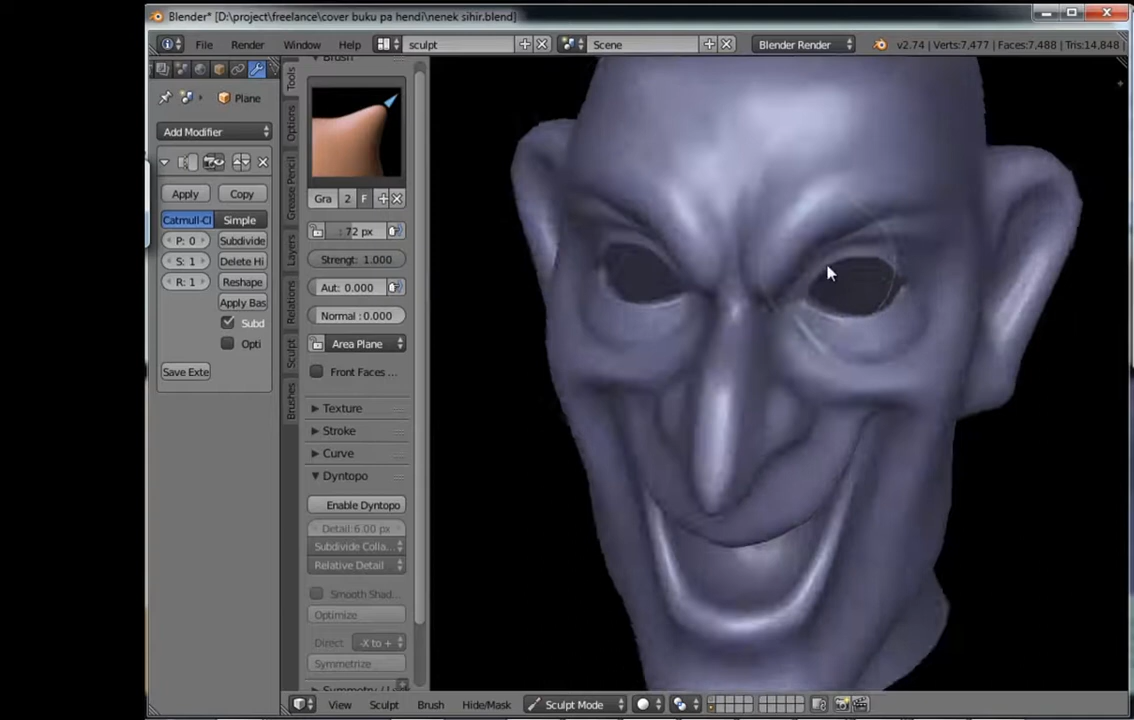 Blender* [D:\project\freelance\cover buku pa hendi\nenek sihir.blend]
File Render Window Help sculpt Scene Blender Render v2.74 | Verts:7,477 | Faces:7,488 | Tris:14,848 |
Brush
Plane
Add Modifier
Apply Copy
Catmull-Cl Simple
P: 0 Subdivide
S: 1 Delete Hi
R: 1 Reshape
Apply Bas
Subd
Opti
Save Exte
Tools
Options
Grease Pencil
Layers
Relations
Sculpt
Brushes
Gra 2 F
: 72 px
Strengt: 1.000
Aut: 0.000
Normal : 0.000
Area Plane
Front Faces ...
Texture
Stroke
Curve
Dyntopo
Enable Dyntopo
Detail: 6.00 px
Subdivide Colla...
Relative Detail
Smooth Shad...
Optimize
Direct -X to +
Symmetrize
View Sculpt Brush Hide/Mask Sculpt Mode